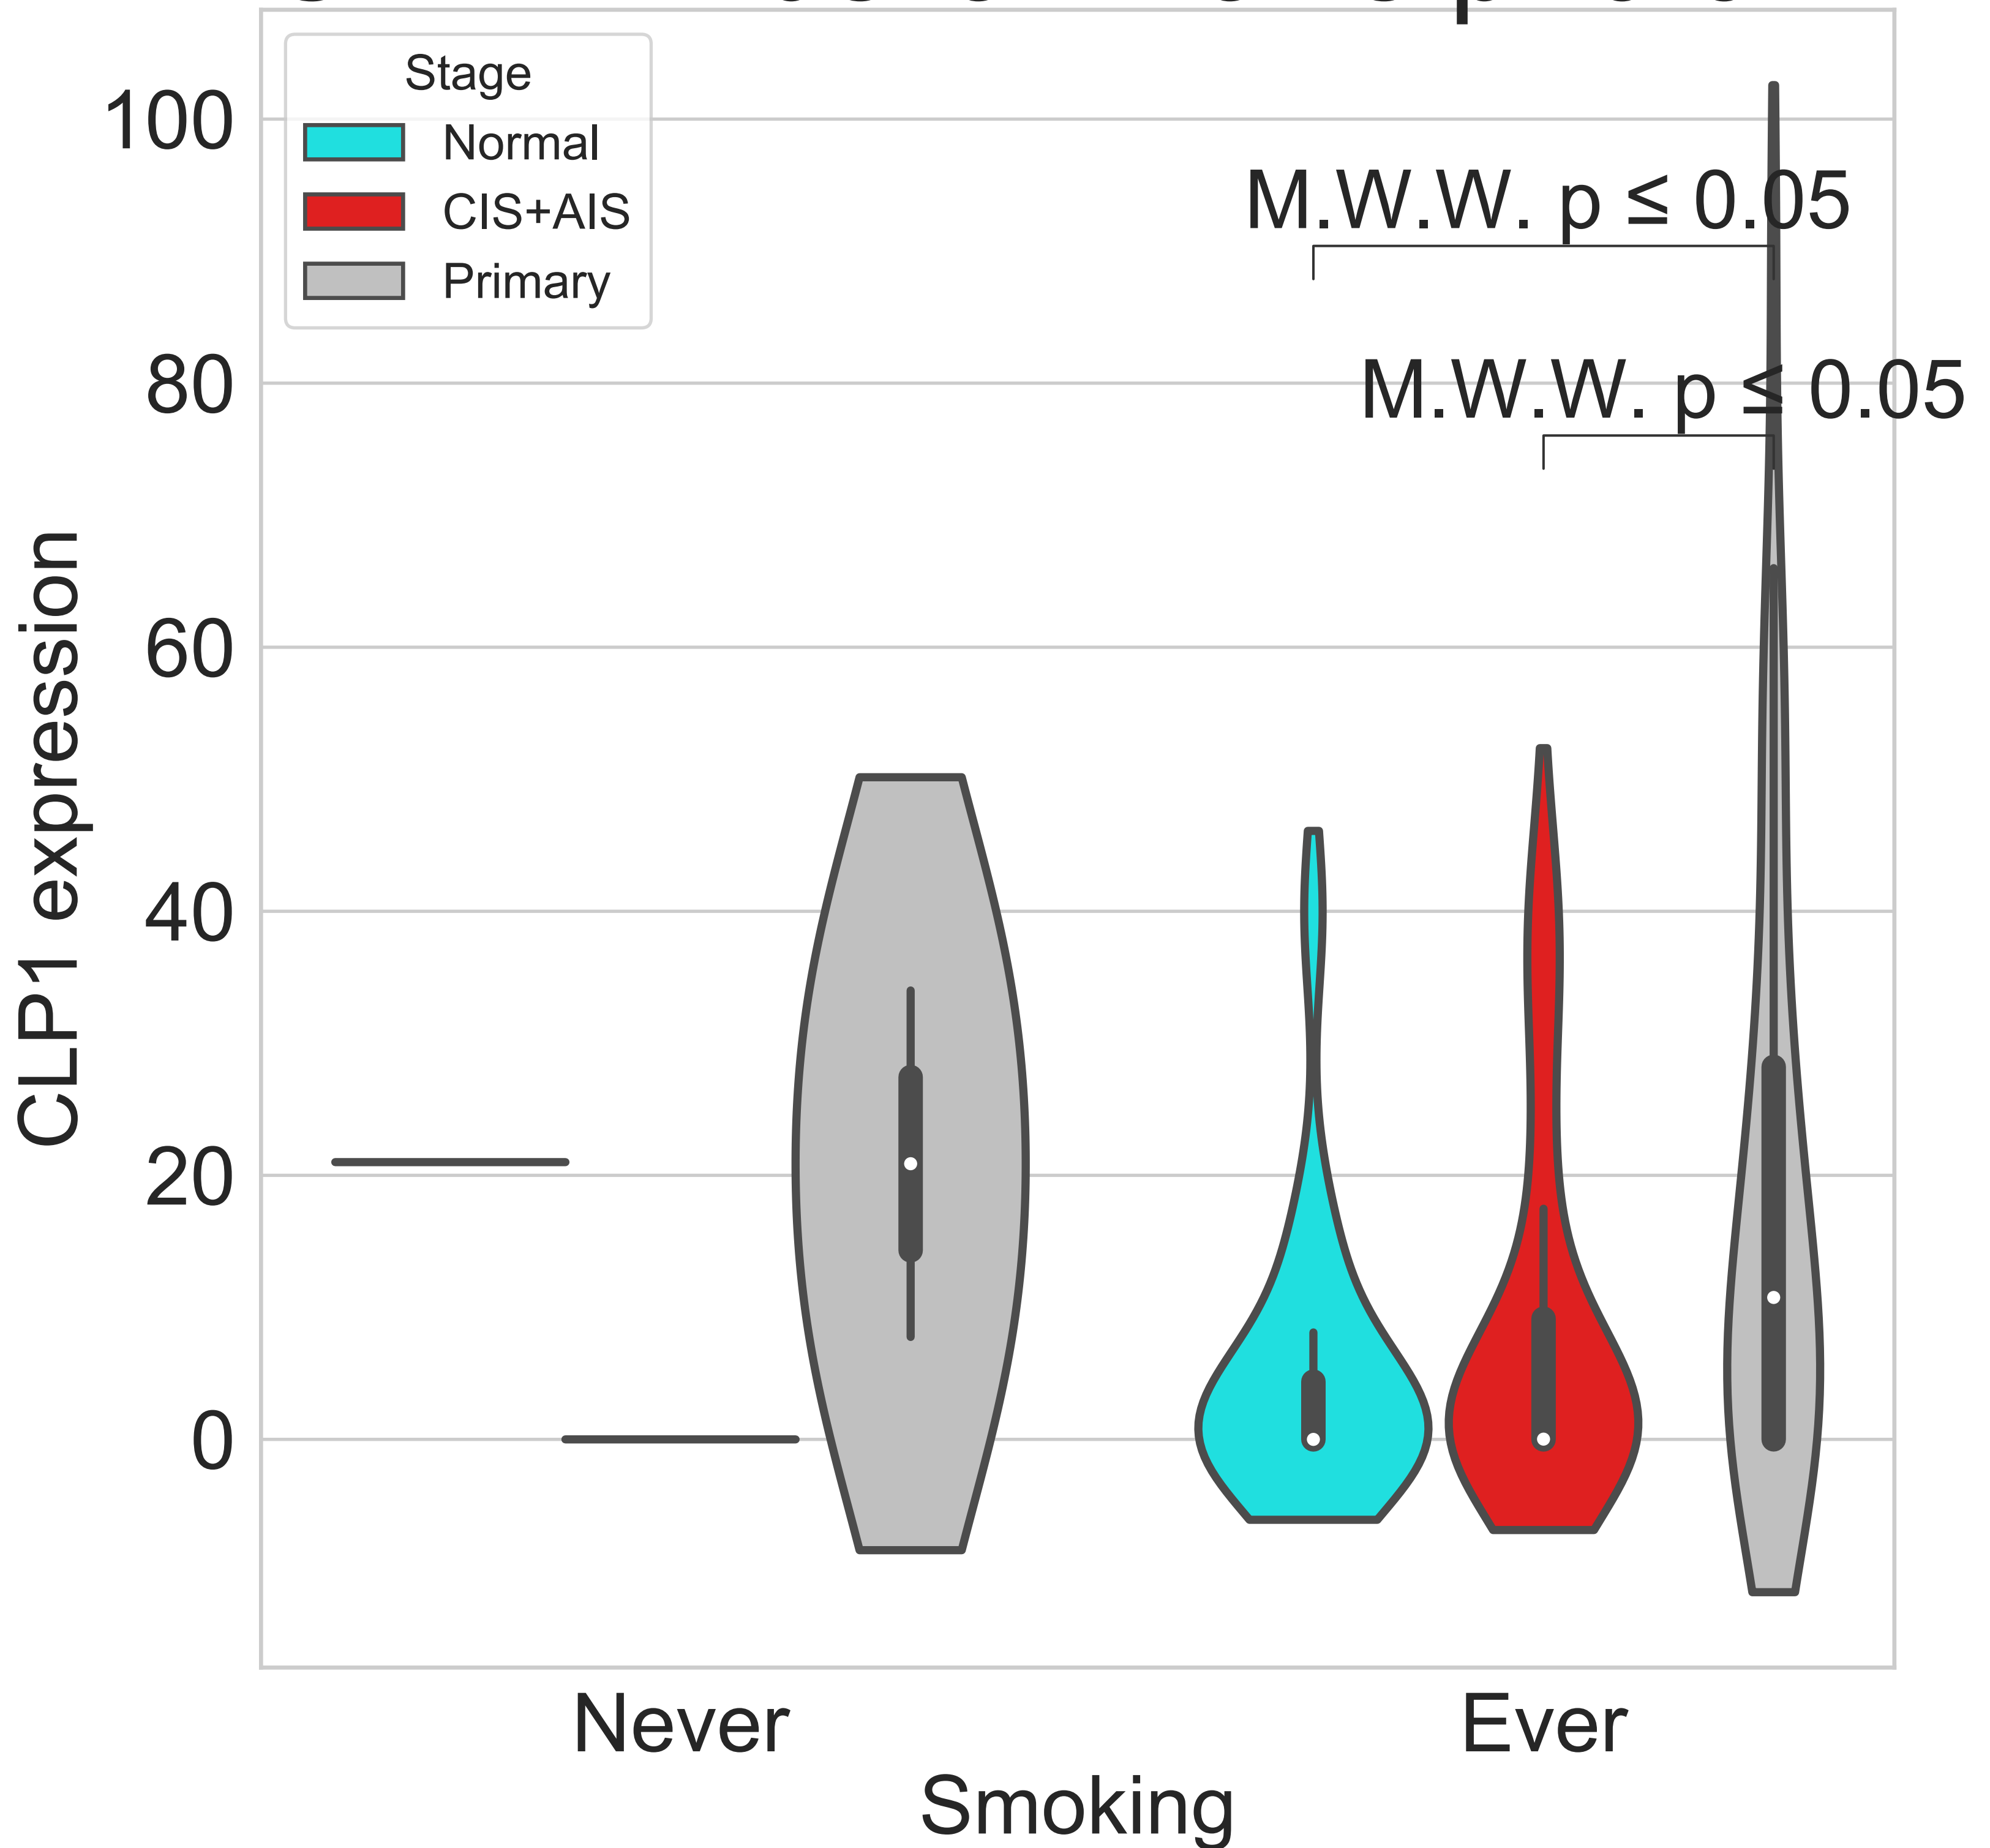 Stage
Normal
CIS+AIS
Primary
M.W.W. p ≤ 0.05
M.W.W. p ≤ 0.05
CLP1 expression
100
80
60
40
20
0
Never
Ever
Smoking